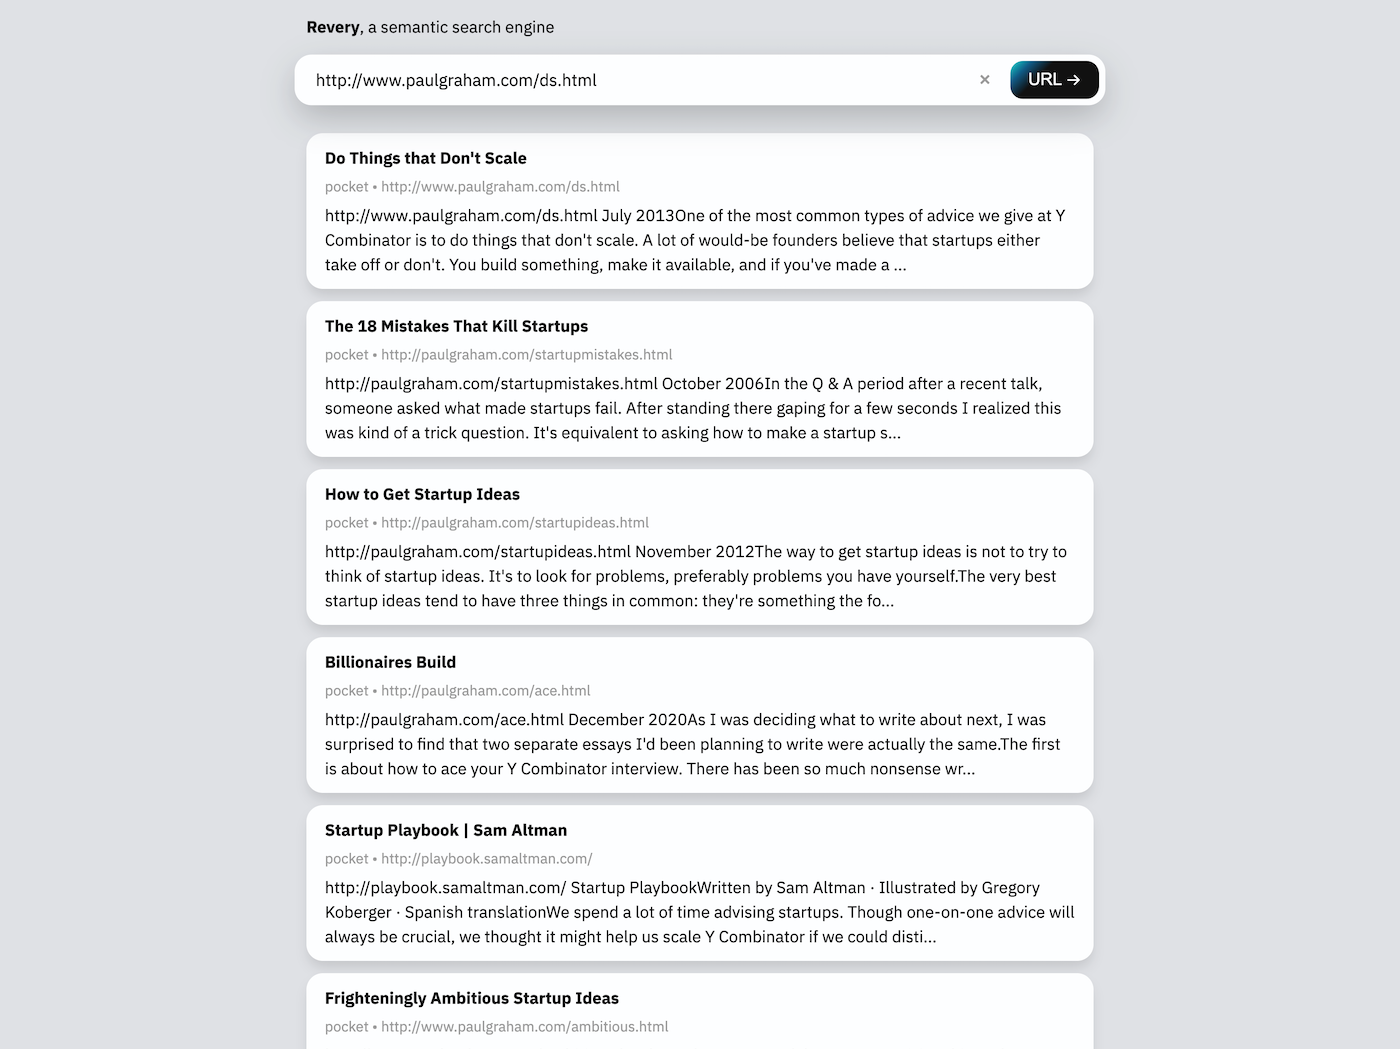 Revery, a semantic search engine
http://www.paulgraham.com/ds.html × URL →
Do Things that Don't Scale
pocket • http://www.paulgraham.com/ds.html
http://www.paulgraham.com/ds.html July 2013One of the most common types of advice we give at Y
Combinator is to do things that don't scale. A lot of would-be founders believe that startups either
take off or don't. You build something, make it available, and if you've made a ...
The 18 Mistakes That Kill Startups
pocket • http://paulgraham.com/startupmistakes.html
http://paulgraham.com/startupmistakes.html October 2006In the Q & A period after a recent talk,
someone asked what made startups fail. After standing there gaping for a few seconds I realized this
was kind of a trick question. It's equivalent to asking how to make a startup s...
How to Get Startup Ideas
pocket • http://paulgraham.com/startupideas.html
http://paulgraham.com/startupideas.html November 2012The way to get startup ideas is not to try to
think of startup ideas. It's to look for problems, preferably problems you have yourself.The very best
startup ideas tend to have three things in common: they're something the fo...
Billionaires Build
pocket • http://paulgraham.com/ace.html
http://paulgraham.com/ace.html December 2020As I was deciding what to write about next, I was
surprised to find that two separate essays I'd been planning to write were actually the same.The first
is about how to ace your Y Combinator interview. There has been so much nonsense wr...
Startup Playbook | Sam Altman
pocket • http://playbook.samaltman.com/
http://playbook.samaltman.com/ Startup PlaybookWritten by Sam Altman · Illustrated by Gregory
Koberger · Spanish translationWe spend a lot of time advising startups. Though one-on-one advice will
always be crucial, we thought it might help us scale Y Combinator if we could disti...
Frighteningly Ambitious Startup Ideas
pocket • http://www.paulgraham.com/ambitious.html